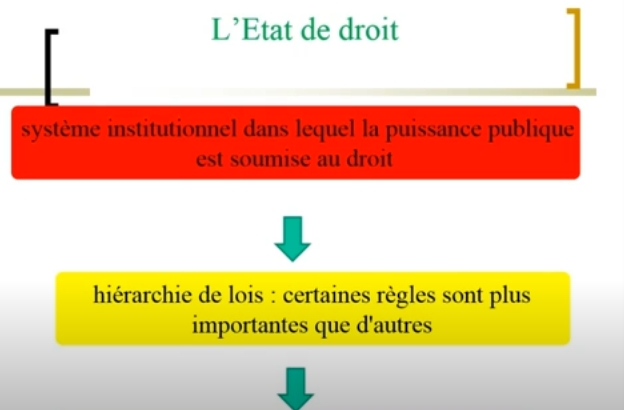 L'Etat de droit
système institutionnel dans lequel la puissance publique
est soumise au droit
hiérarchie de lois : certaines règles sont plus
importantes que d'autres